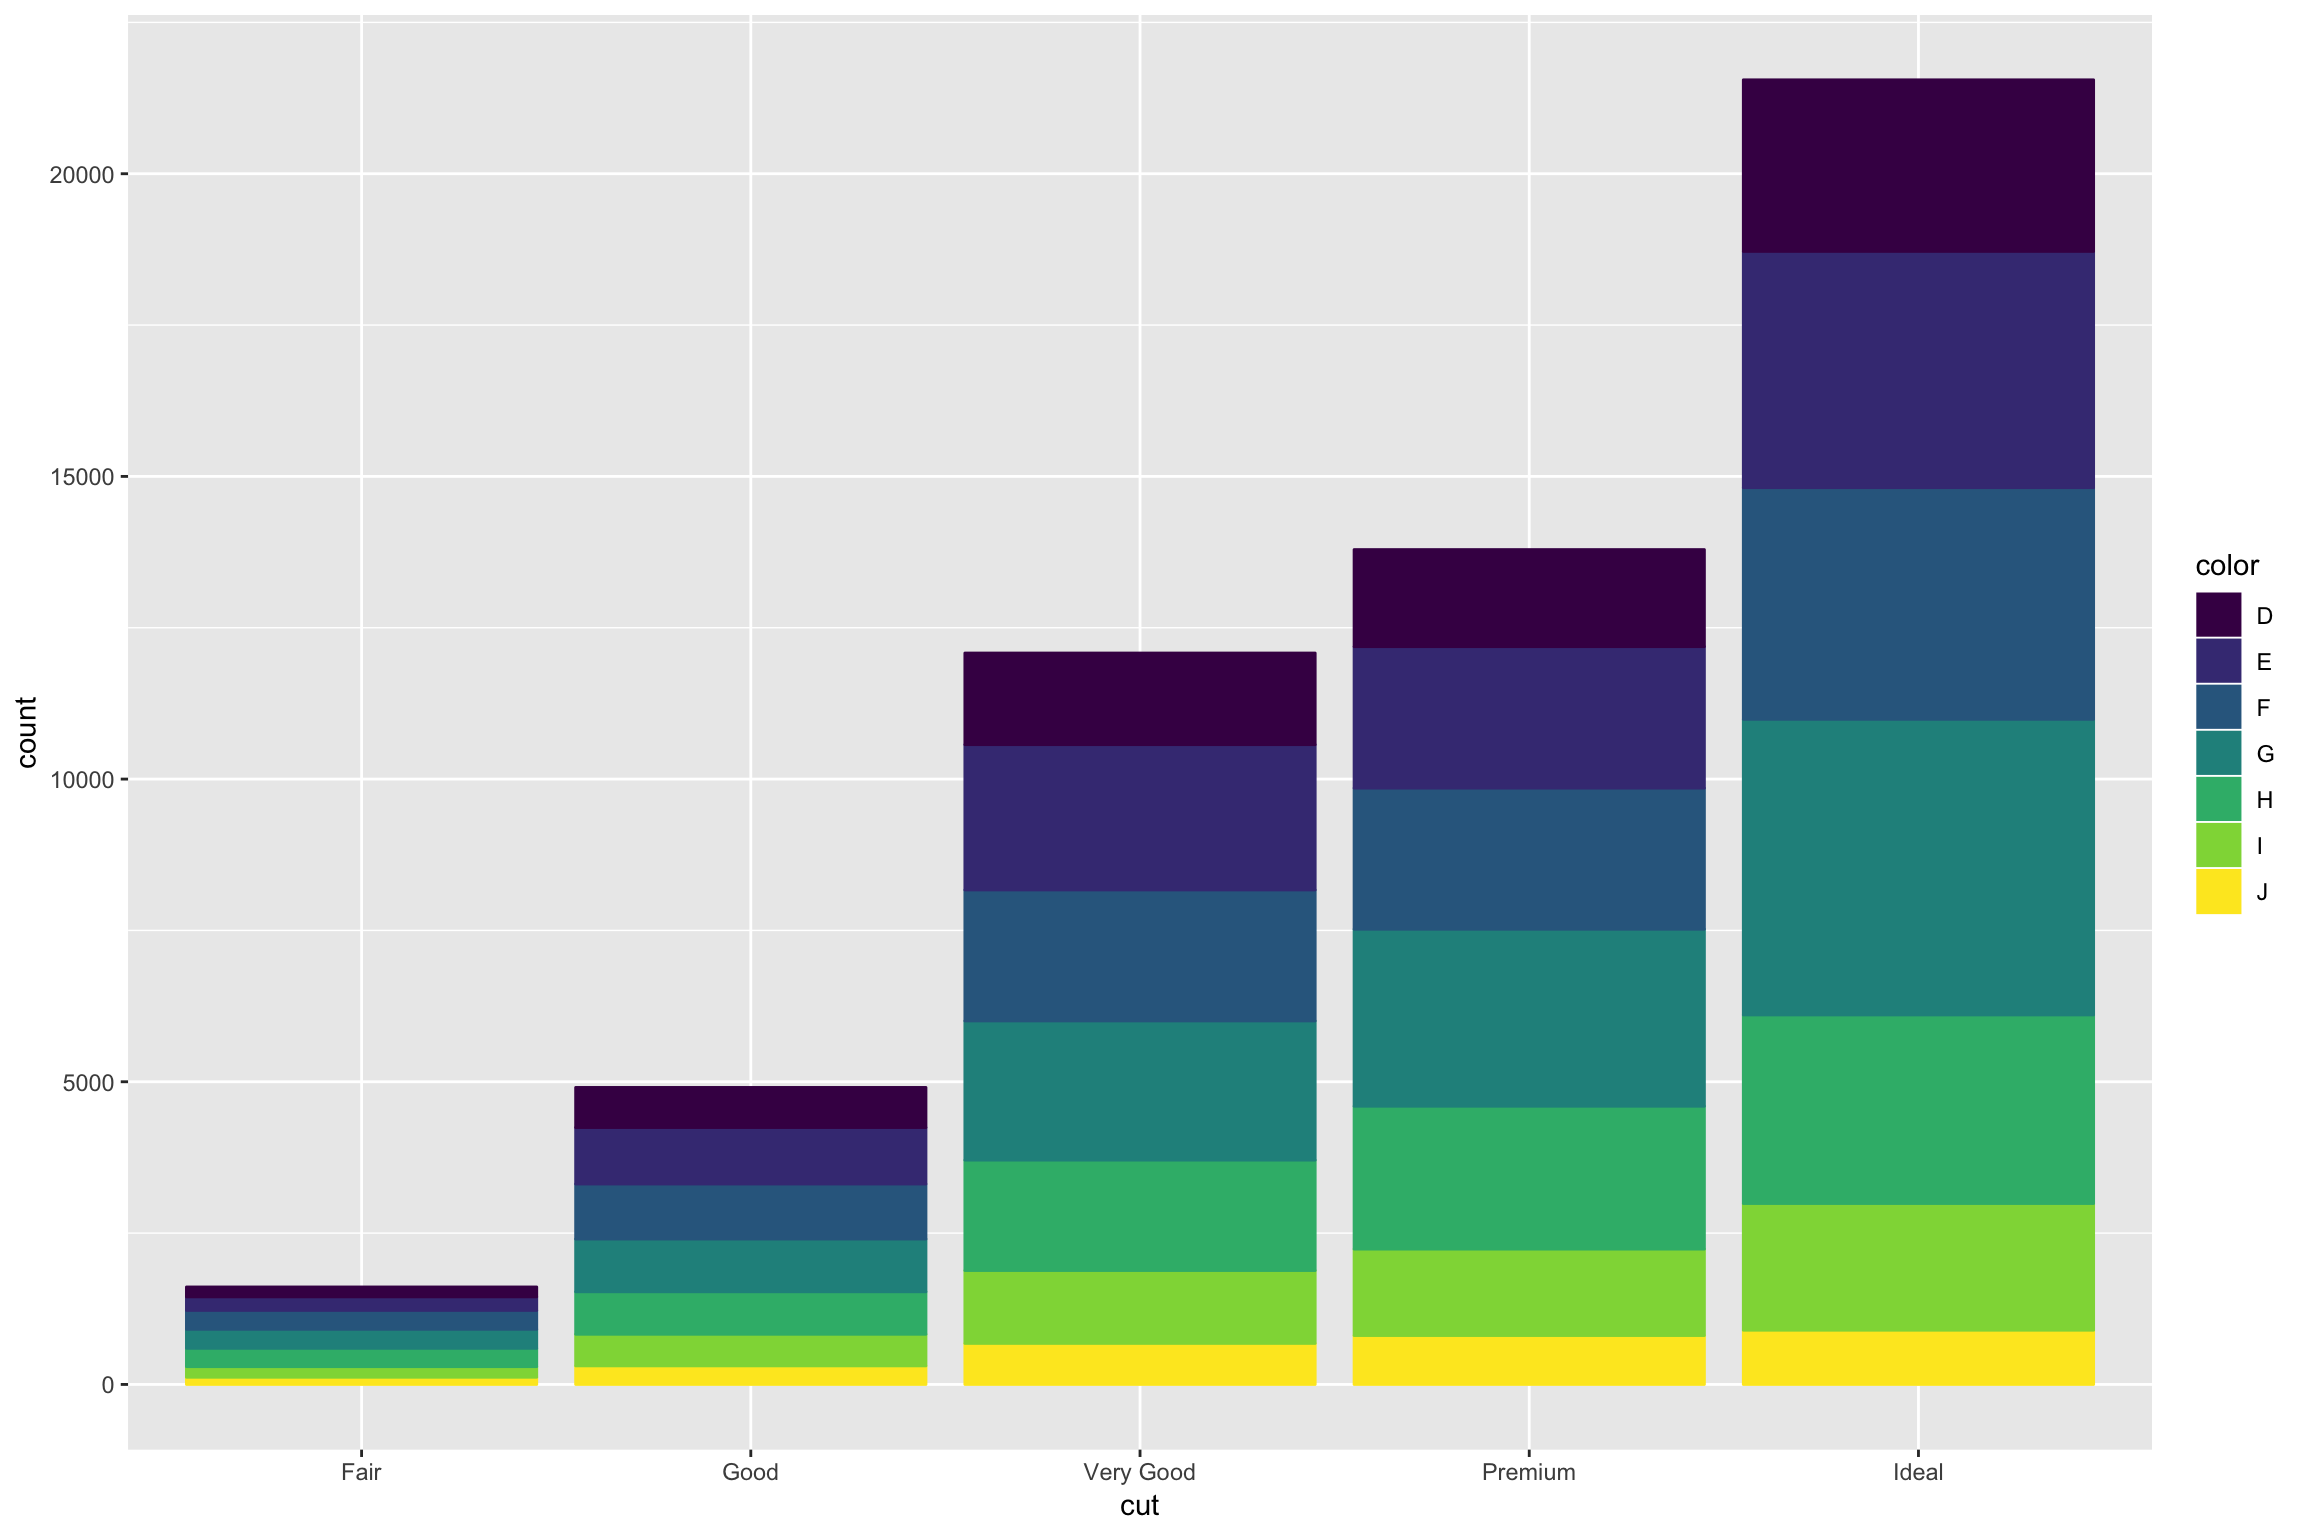 count
20000
15000
10000
5000
0
Fair Good Very Good Premium Ideal
cut
color
D
E
F
G
H
I
J